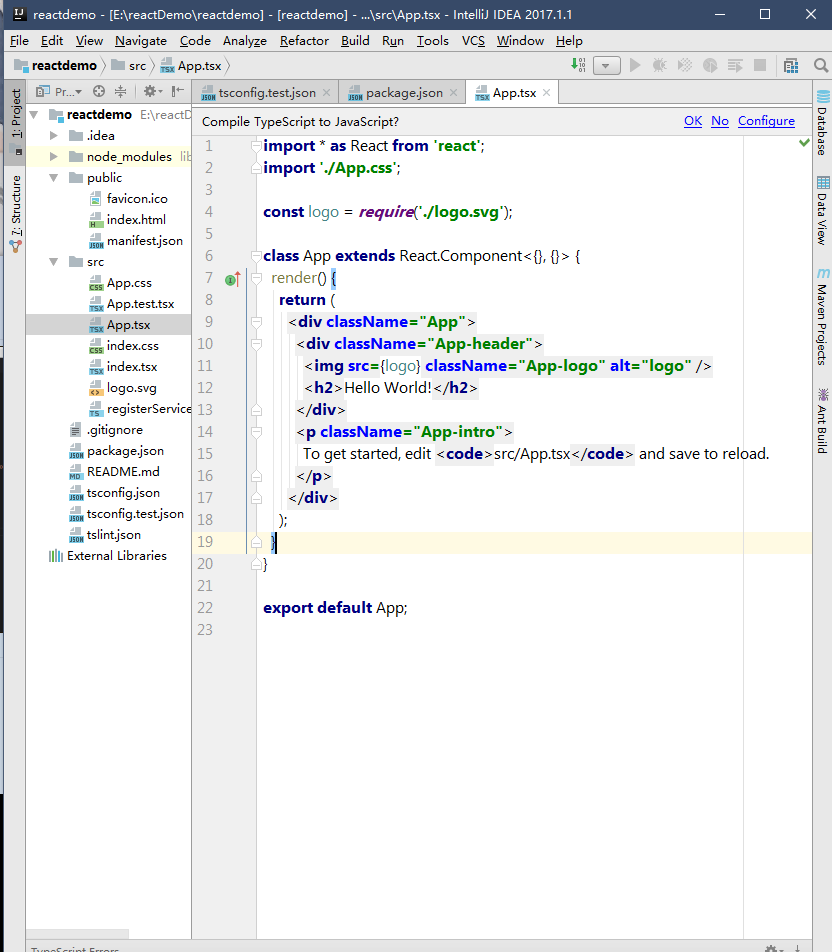 reactdemo - [E:\reactDemo\reactdemo] - [reactdemo] - ...\src\App.tsx - IntelliJ IDEA 2017.1.1
File Edit View Navigate Code Analyze Refactor Build Run Tools VCS Window Help
reactdemo src App.tsx
Pr... tsconfig.test.json package.json App.tsx
1: Project
7: Structure
reactdemo E:\reactD
.idea
node_modules lib
public
favicon.ico
index.html
manifest.json
src
App.css
App.test.tsx
App.tsx
index.css
index.tsx
logo.svg
registerService
.gitignore
package.json
README.md
tsconfig.json
tsconfig.test.json
tslint.json
External Libraries
Compile TypeScript to JavaScript? OK No Configure
1 import * as React from 'react';
2 import './App.css';
3
4 const logo = require('./logo.svg');
5
6 class App extends React.Component<{}, {}> {
7 render() {
8 return (
9 <div className="App">
10 <div className="App-header">
11 <img src={logo} className="App-logo" alt="logo" />
12 <h2>Hello World!</h2>
13 </div>
14 <p className="App-intro">
15 To get started, edit <code>src/App.tsx</code> and save to reload.
16 </p>
17 </div>
18 );
19 }
20 }
21
22 export default App;
23
Database
Data View
Maven Projects
Ant Build
TypeScript Errors